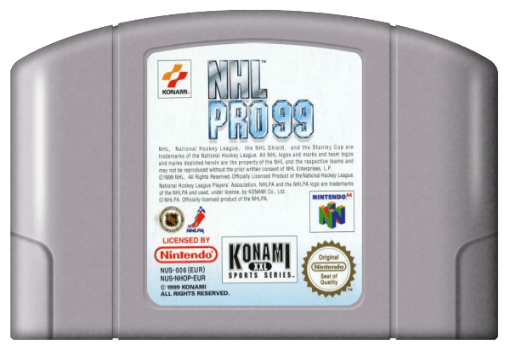 KONAMI
NHL
PRO99
NHL, National Hockey League, the NHL Shield, and the Stanley Cup are
trademarks of the National Hockey League. All NHL logos and marks and team logos
and marks depicted herein are the property of the NHL and the respective teams and
may not be reproduced without the prior written consent of NHL Enterprises, L.P.
©1999 NHL. All Rights Reserved. Officially Licensed Product of the National Hockey League.
National Hockey League Players' Association, NHLPA and the NHLPA logo are trademarks
of the NHLPA and used, under license, by KONAMI Co., Ltd.
©NHLPA. Officially licensed product of the NHLPA.
NINTENDO 64
NHLPA
LICENSED BY
Nintendo
KONAMI
XXL
SPORTS SERIES™
Original
Nintendo
Seal of
Quality
NUS-006 (EUR)
NUS-NHOP-EUR
© 1999 KONAMI
ALL RIGHTS RESERVED.